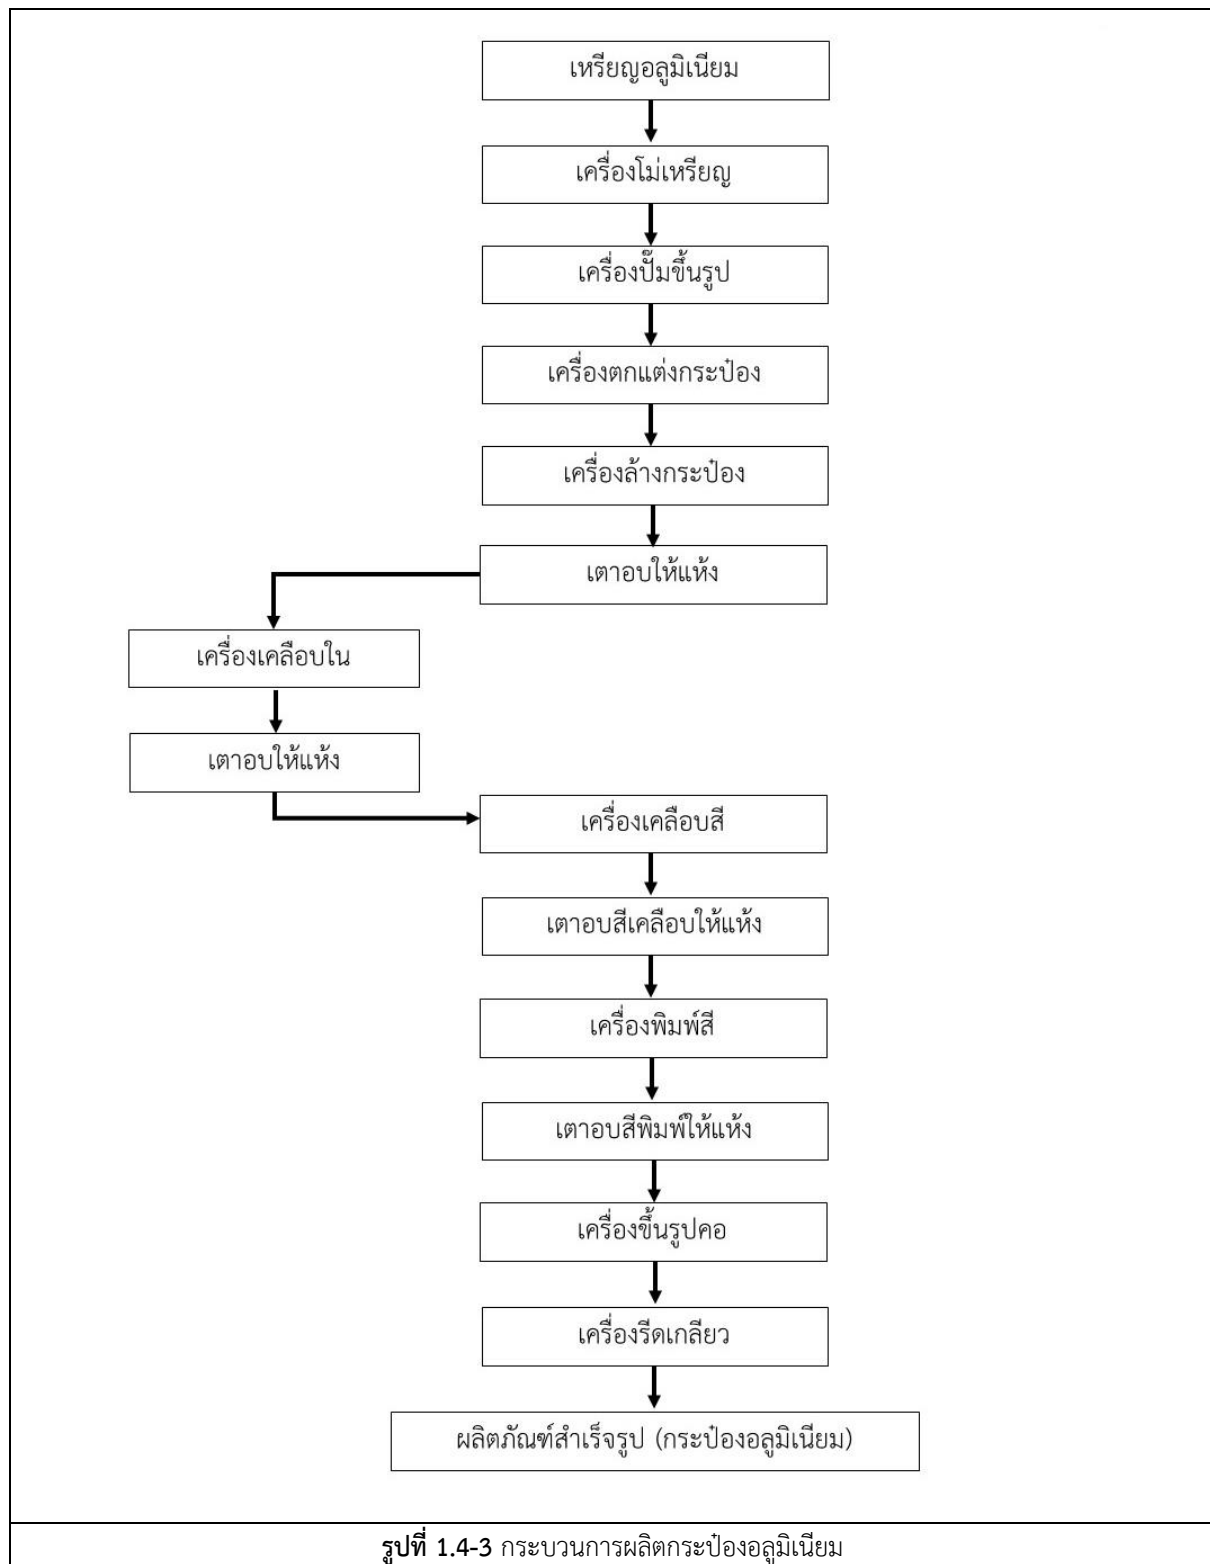 เหรียญอลูมิเนียม
เครื่องโม่เหรียญ
เครื่องปั๊มขึ้นรูป
เครื่องตกแต่งกระป๋อง
เครื่องล้างกระป๋อง
เตาอบให้แห้ง
เครื่องเคลือบใน
เตาอบให้แห้ง
เครื่องเคลือบสี
เตาอบสีเคลือบให้แห้ง
เครื่องพิมพ์สี
เตาอบสีพิมพ์ให้แห้ง
เครื่องขึ้นรูปคอ
เครื่องรีดเกลียว
ผลิตภัณฑ์สำเร็จรูป (กระป๋องอลูมิเนียม)
รูปที่ 1.4-3 กระบวนการผลิตกระป๋องอลูมิเนียม